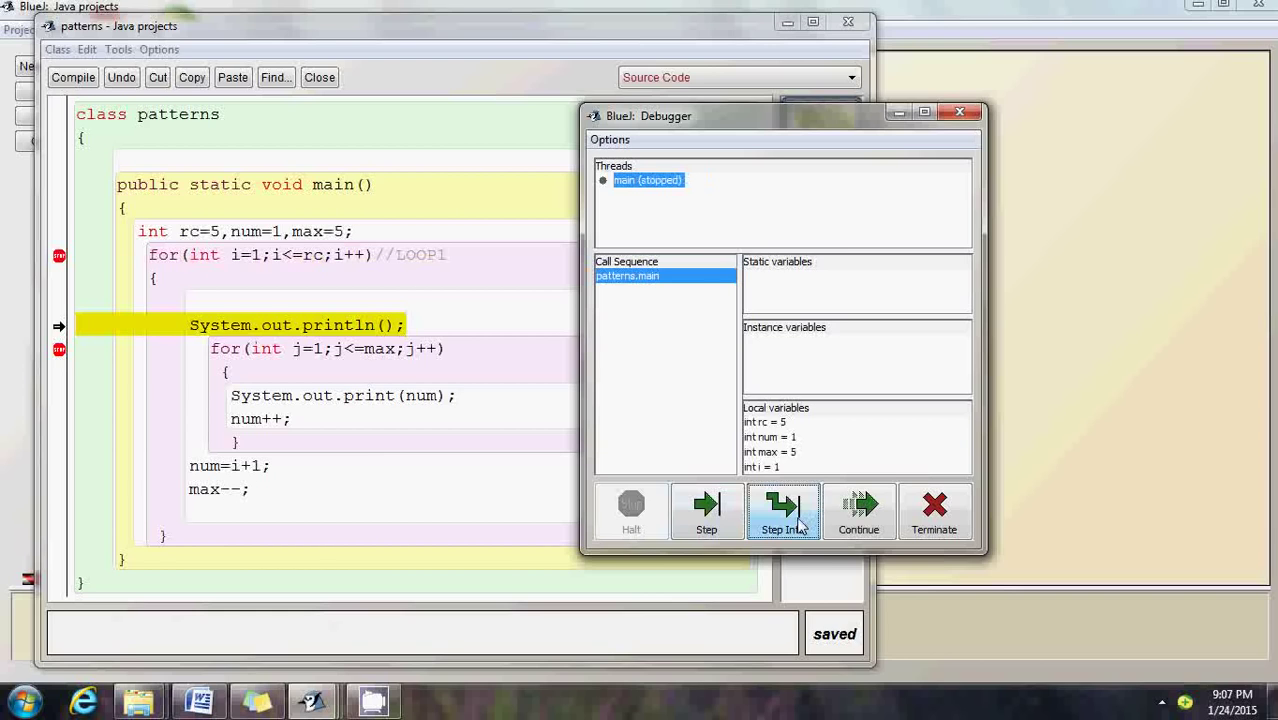 BlueJ: Java projects
patterns - Java projects
Class Edit Tools Options
Compile Undo Cut Copy Paste Find... Close Source Code
class patterns
{
public static void main()
{
int rc=5,num=1,max=5;
for(int i=1;i<=rc;i++)//LOOP1
{
System.out.println();
for(int j=1;j<=max;j++)
{
System.out.print(num);
num++;
}
num=i+1;
max--;
}
}
}
saved
BlueJ: Debugger
Options
Threads
main (stopped)
Call Sequence
patterns.main
Static variables
Instance variables
Local variables
int rc = 5
int num = 1
int max = 5
int i = 1
Halt Step Step Continue Terminate
STOP
STOP
9:07 PM
1/24/2015